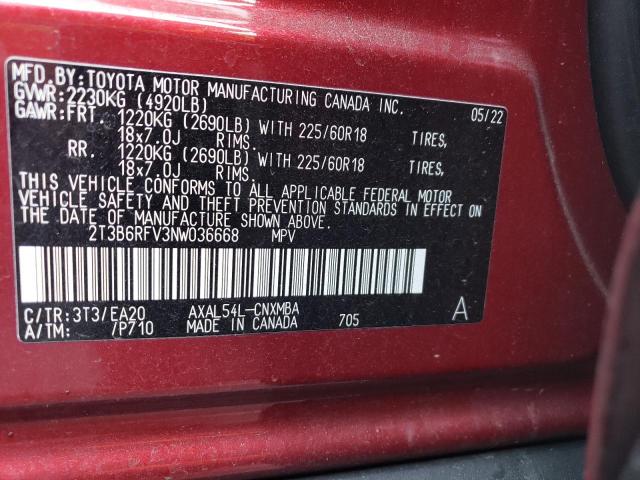 MFD.BY:TOYOTA MOTOR MANUFACTURING CANADA INC.
GVWR:2230KG (4920LB) 05/22
GAWR:FRT. 1220KG (2690LB) WITH 225/60R18 TIRES,
18x7.0J RIMS.
RR. 1220KG (2690LB) WITH 225/60R18 TIRES,
18x7.0J RIMS.
THIS VEHICLE CONFORMS TO ALL APPLICABLE FEDERAL MOTOR
VEHICLE SAFETY AND THEFT PREVENTION STANDARDS IN EFFECT ON
THE DATE OF MANUFACTURE SHOWN ABOVE.
2T3B6RFV3NW036668 MPV
C/TR:3T3/EA20 AXAL54L-CNXMBA A
A/TM: /P710 MADE IN CANADA 705